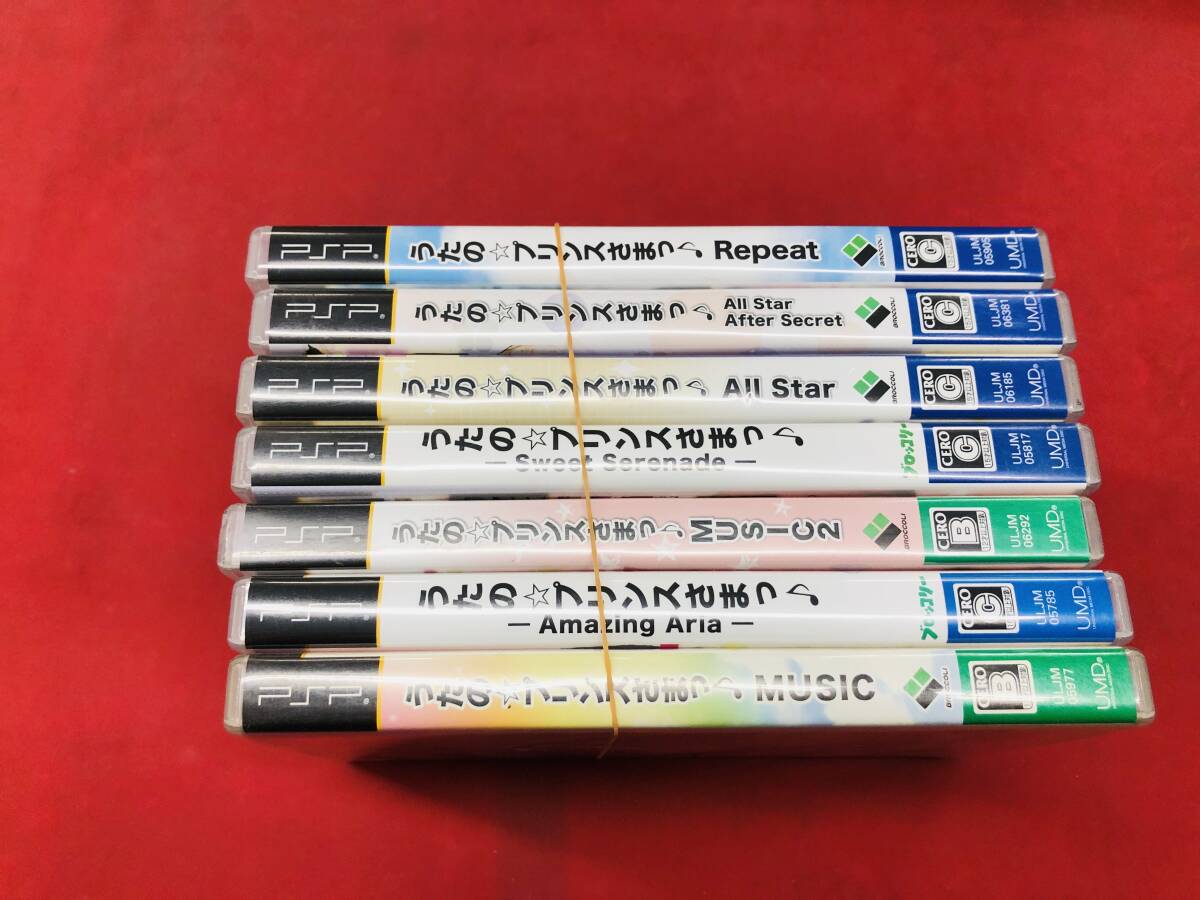 PSP うたの☆プリンスさまっ♪ Repeat BROCCOLI CERO C ULJM 05905 UMD
PSP うたの☆プリンスさまっ♪ All Star After Secret BROCCOLI CERO C ULJM 06381 UMD
PSP うたの☆プリンスさまっ♪ All Star BROCCOLI CERO C ULJM 06185 UMD
PSP うたの☆プリンスさまっ♪
— Sweet Serenade — ブロッコリー CERO C ULJM 05817 UMD
PSP うたの☆プリンスさまっ♪ MUSIC2 BROCCOLI CERO B ULJM 06292 UMD
PSP うたの☆プリンスさまっ♪
— Amazing Aria — ブロッコリー CERO C ULJM 05785 UMD
PSP うたの☆プリンスさまっ♪ MUSIC BROCCOLI CERO B ULJM 05977 UMD